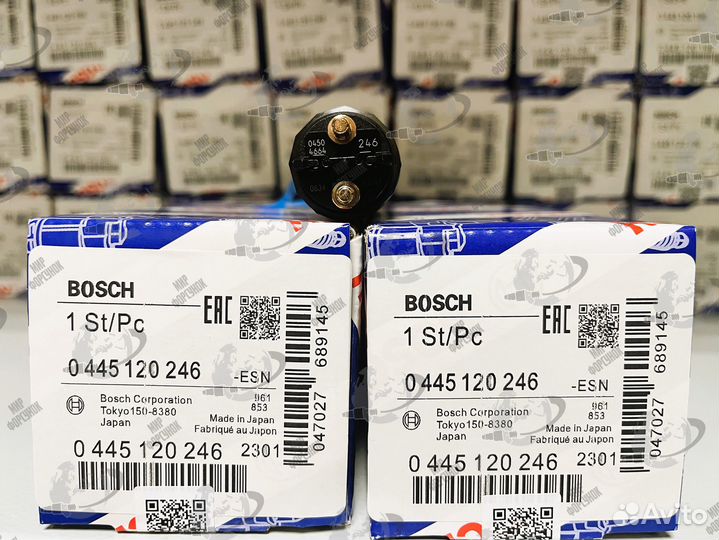 0450
4664
246
BOSCH
EAC
1 St/Pc
0 445 120 246
-ESN
Bosch Corporation
Tokyo150-8380
Japan
961
853
Made in Japan
Fabriqué au Japon
0 445 120 246
2301
047027
689145
BOSCH
EAC
1 St/Pc
0 445 120 246
-ESN
Bosch Corporation
Tokyo150-8380
Japan
961
853
Made in Japan
Fabriqué au Japon
0 445 120 246
2301
047027
689145
МИР
ФОРСУНОК
Avito